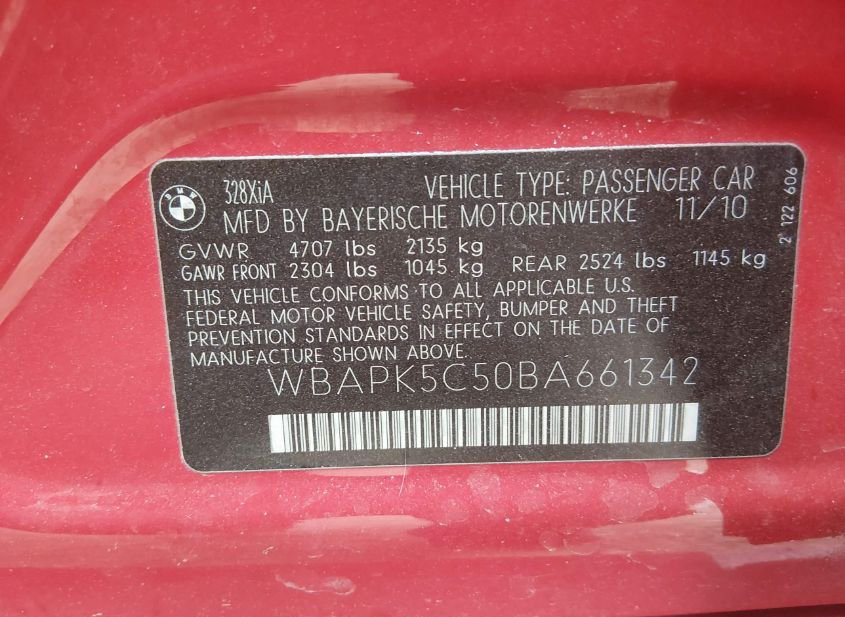 BMW
328XiA VEHICLE TYPE: PASSENGER CAR
MFD BY BAYERISCHE MOTORENWERKE 11/10
GVWR 4707 lbs 2135 kg
GAWR FRONT 2304 lbs 1045 kg REAR 2524 lbs 1145 kg
THIS VEHICLE CONFORMS TO ALL APPLICABLE U.S.
FEDERAL MOTOR VEHICLE SAFETY, BUMPER AND THEFT
PREVENTION STANDARDS IN EFFECT ON THE DATE OF
MANUFACTURE SHOWN ABOVE.
WBAPK5C50BA661342
2 122 606